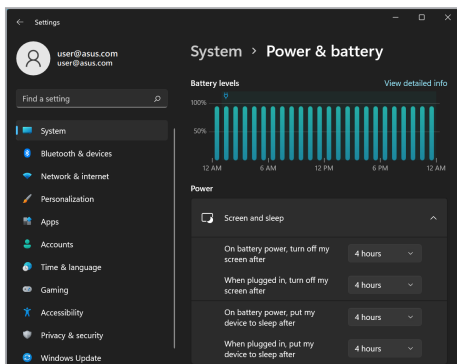 Settings
user@asus.com
user@asus.com
Find a setting
System
Bluetooth & devices
Network & internet
Personalization
Apps
Accounts
Time & language
Gaming
Accessibility
Privacy & security
Windows Update
System > Power & battery
Battery levels
View detailed info
100%
50%
12 AM 6 AM 12 PM 6 PM 12 AM
Power
Screen and sleep
On battery power, turn off my
screen after
4 hours
When plugged in, turn off my
screen after
4 hours
On battery power, put my
device to sleep after
4 hours
When plugged in, put my
device to sleep after
4 hours